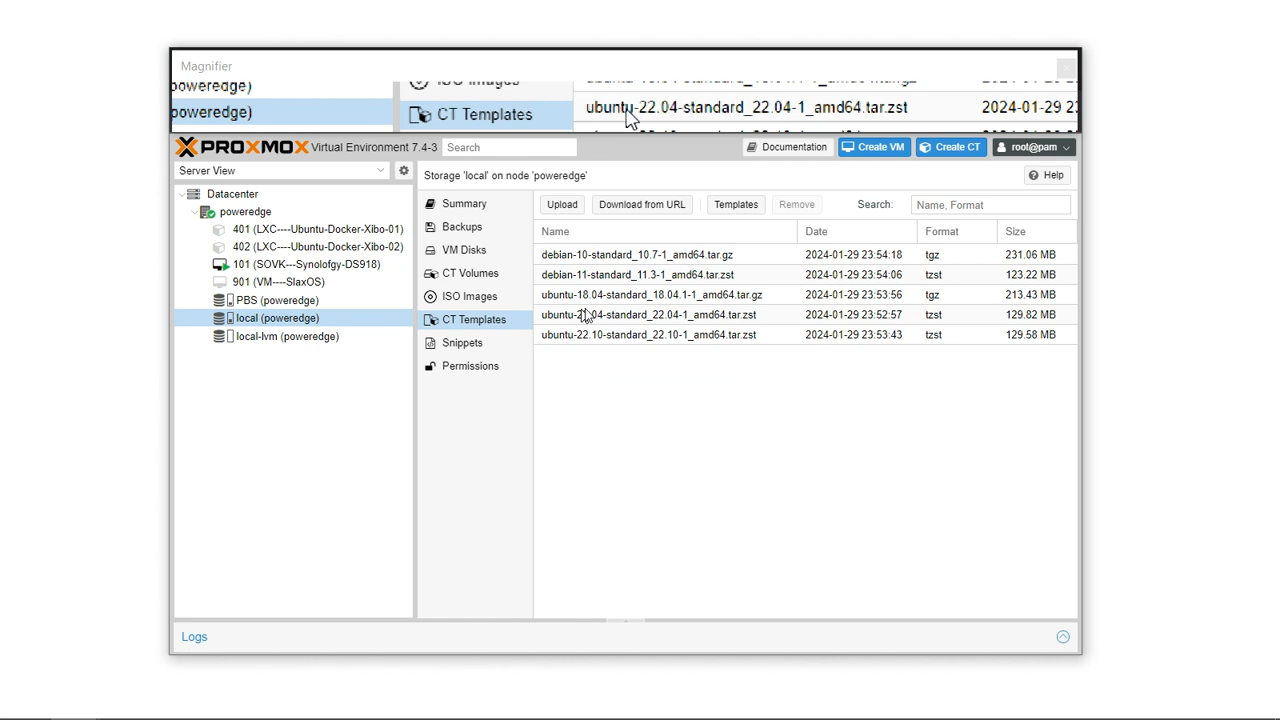 Magnifier
poweredge)
ISO Images
poweredge)
CT Templates
ubuntu-22.04-standard_22.04-1_amd64.tar.zst
2024-01-29 23
PROXMOX Virtual Environment 7.4-3
Search
Documentation
Create VM
Create CT
root@pam
Server View
Storage 'local' on node 'poweredge'
Help
Datacenter
poweredge
401 (LXC----Ubuntu-Docker-Xibo-01)
402 (LXC----Ubuntu-Docker-Xibo-02)
101 (SOVK---Synolofgy-DS918)
901 (VM----SlaxOS)
PBS (poweredge)
local (poweredge)
local-lvm (poweredge)
Summary
Backups
VM Disks
CT Volumes
ISO Images
CT Templates
Snippets
Permissions
Upload
Download from URL
Templates
Remove
Search:
Name, Format
Name Date Format Size
debian-10-standard_10.7-1_amd64.tar.gz 2024-01-29 23:54:18 tgz 231.06 MB
debian-11-standard_11.3-1_amd64.tar.zst 2024-01-29 23:54:06 tzst 123.22 MB
ubuntu-18.04-standard_18.04.1-1_amd64.tar.gz 2024-01-29 23:53:56 tgz 213.43 MB
ubuntu-22.04-standard_22.04-1_amd64.tar.zst 2024-01-29 23:52:57 tzst 129.82 MB
ubuntu-22.10-standard_22.10-1_amd64.tar.zst 2024-01-29 23:53:43 tzst 129.58 MB
Logs